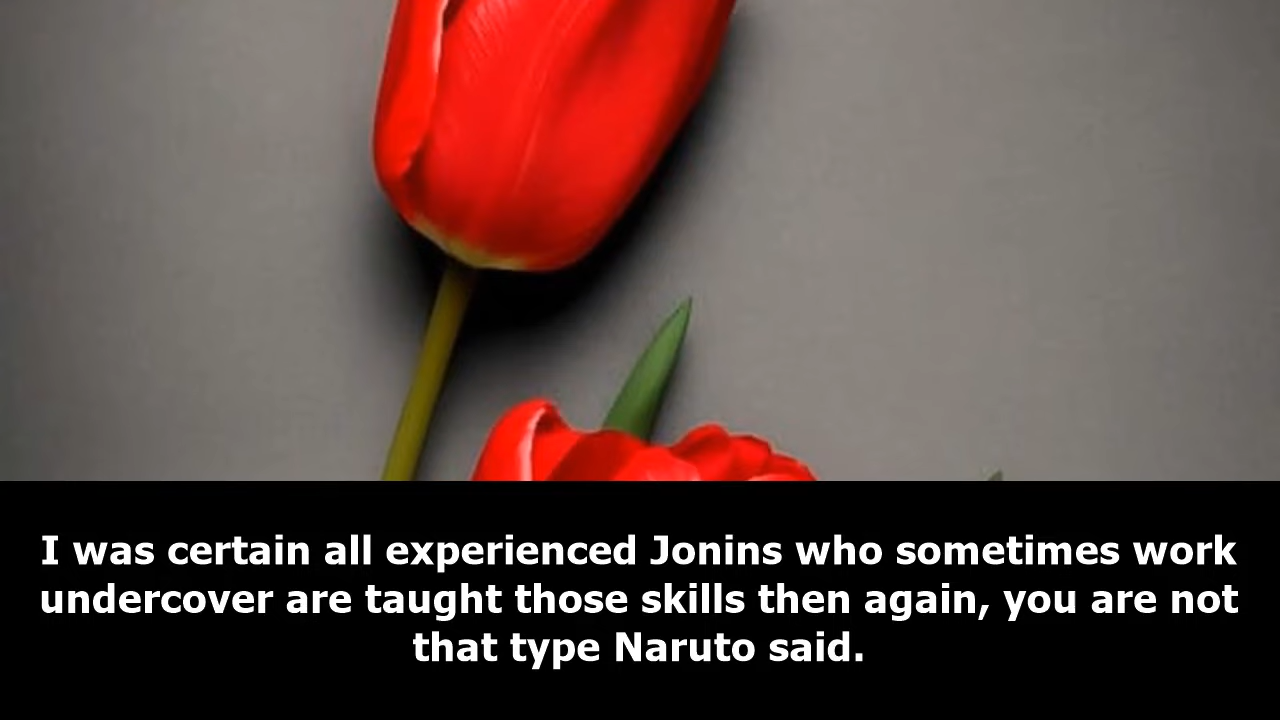 I was certain all experienced Jonins who sometimes work
undercover are taught those skills then again, you are not
that type Naruto said.